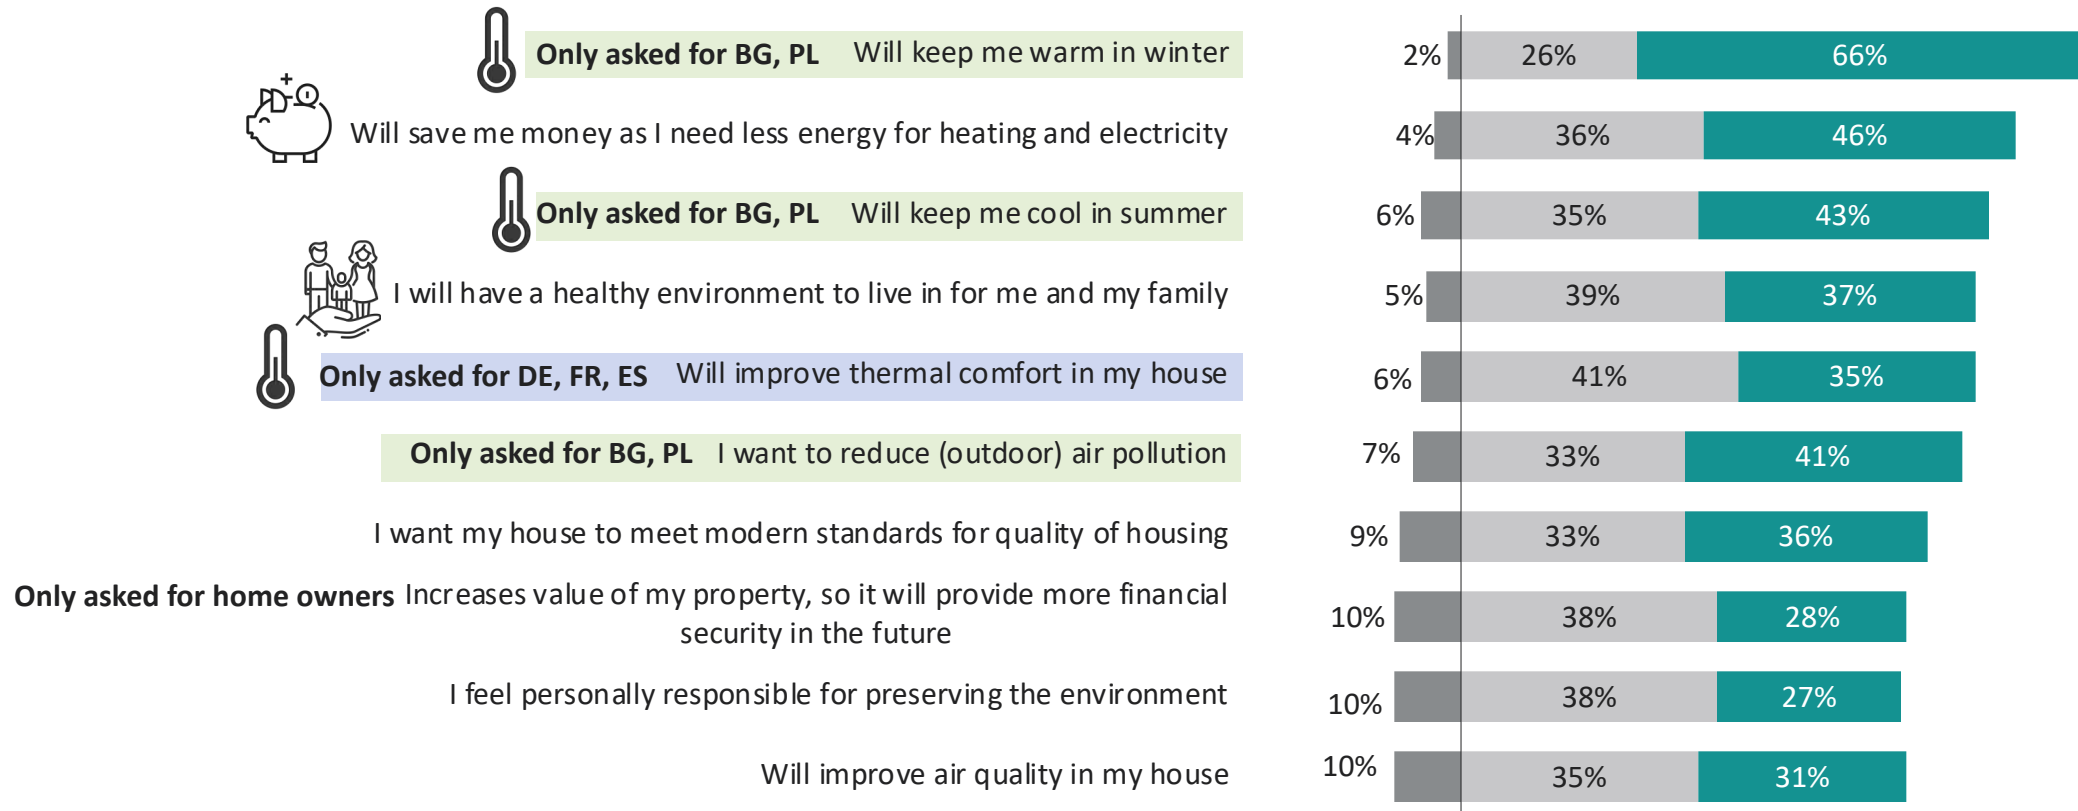 Only asked for BG, PL Will keep me warm in winter 2% 26% 66%
Will save me money as I need less energy for heating and electricity 4% 36% 46%
Only asked for BG, PL Will keep me cool in summer 6% 35% 43%
I will have a healthy environment to live in for me and my family 5% 39% 37%
Only asked for DE, FR, ES Will improve thermal comfort in my house 6% 41% 35%
Only asked for BG, PL I want to reduce (outdoor) air pollution 7% 33% 41%
I want my house to meet modern standards for quality of housing 9% 33% 36%
Only asked for home owners Increases value of my property, so it will provide more financial
security in the future 10% 38% 28%
I feel personally responsible for preserving the environment 10% 38% 27%
Will improve air quality in my house 10% 35% 31%